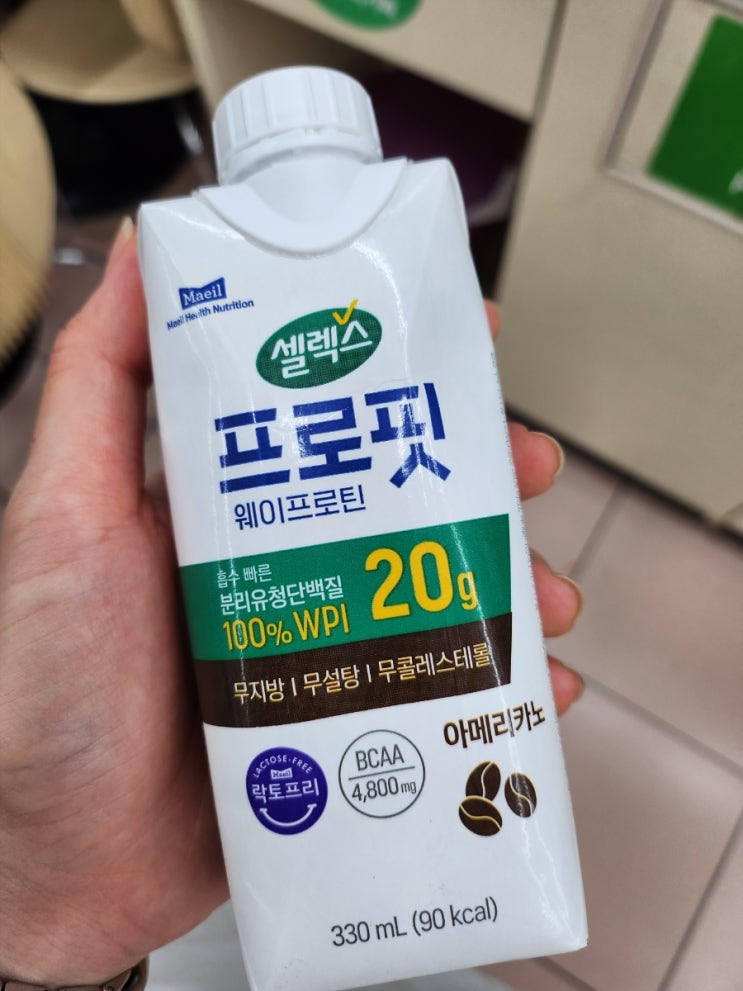 Maeil
Maeil Health Nutrition
셀렉스
프로핏
웨이프로틴
흡수 빠른
분리유청단백질
100% WPI
20g
무지방 | 무설탕 | 무콜레스테롤
아메리카노
LACTOSE-FREE
Maeil
락토프리
BCAA
4,800mg
330 mL (90 kcal)